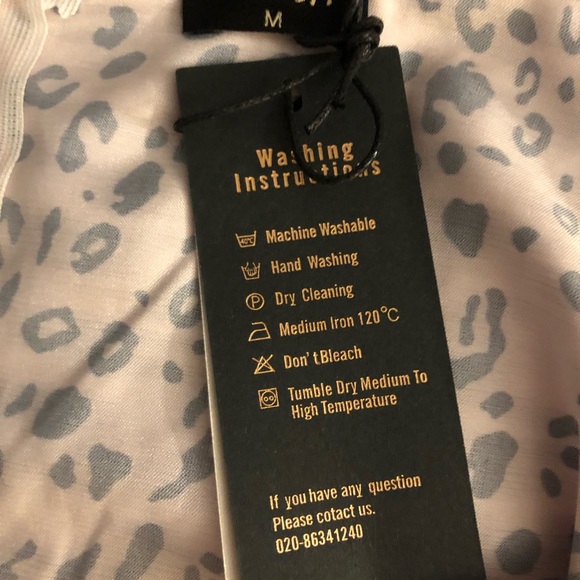 M
Washing
Instructions
40°C
Machine Washable
Hand Washing
P
Dry Cleaning
Medium Iron 120°C
Don'tBleach
Tumble Dry Medium To
High Temperature
If you have any question
Please cotact us.
020-86341240